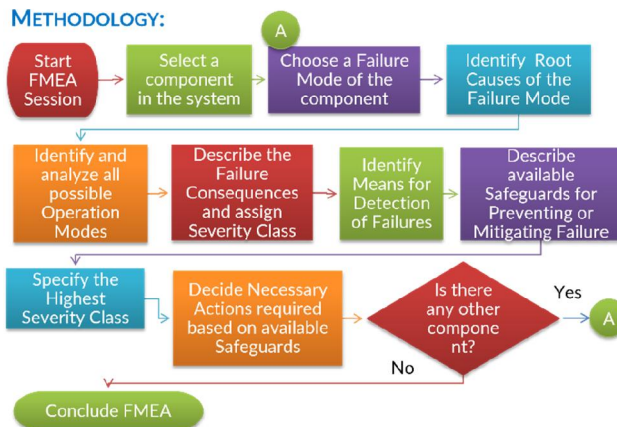 METHODOLOGY:
A
Start
FMEA
Session
Select a
component
in the system
Choose a Failure
Mode of the
component
Identify Root
Causes of the
Failure Mode
Identify and
analyze all
possible
Operation
Modes
Describe the
Failure
Consequences
and assign
Severity Class
Identify
Means for
Detection
of Failures
Describe
available
Safeguards for
Preventing or
Mitigating Failure
Specify the
Highest
Severity Class
Decide Necessary
Actions required
based on available
Safeguards
Is there
any other
compone
nt?
Yes
A
No
Conclude FMEA